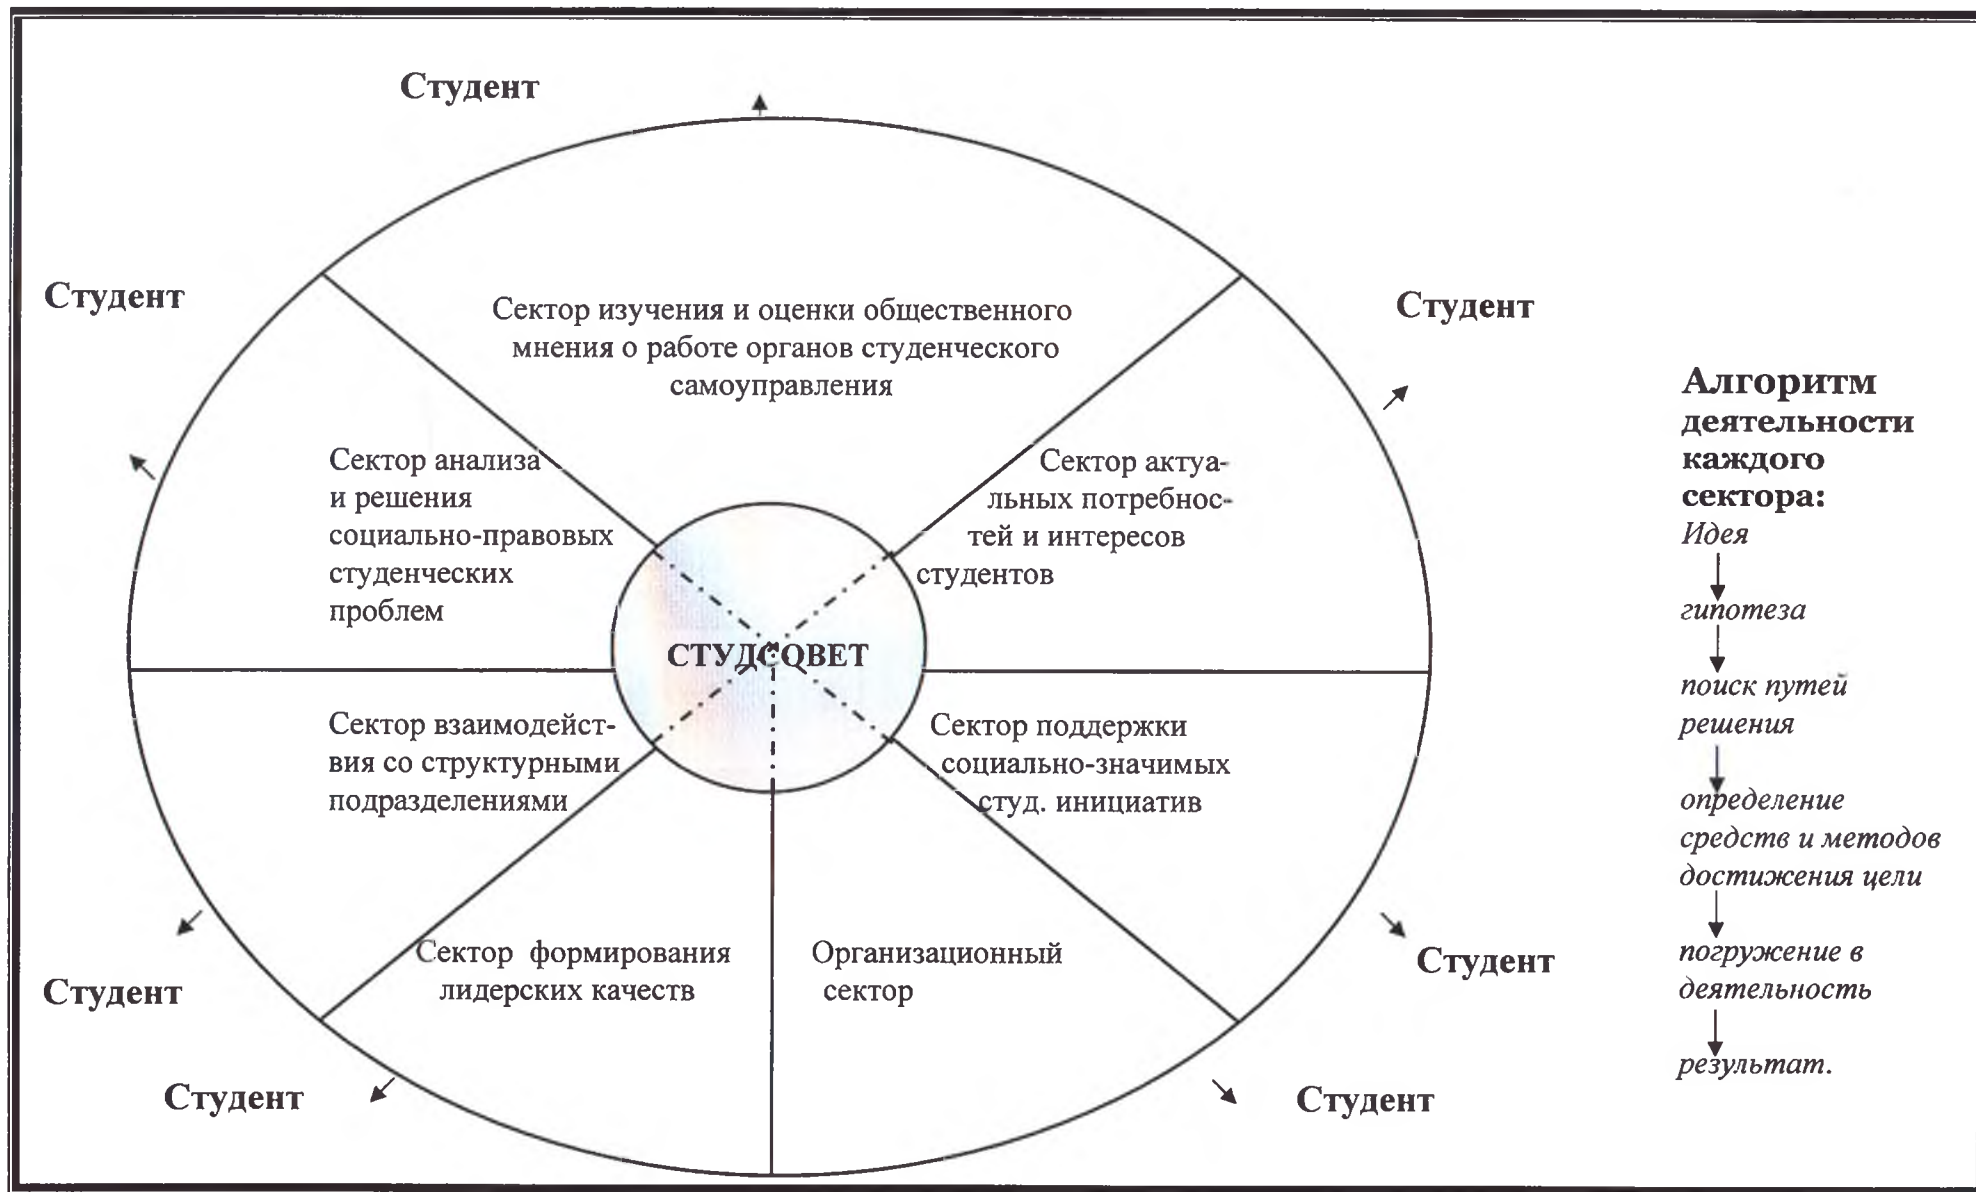 Студент
Студент
Студент
Сектор изучения и оценки общественного
мнения о работе органов студенческого
самоуправления
Сектор анализа
и решения
социально-правовых
студенческих
проблем
Сектор актуа-
льных потребнос-
тей и интересов
студентов
СТУДСОВЕТ
Сектор взаимодейст-
вия со структурными
подразделениями
Сектор поддержки
социально-значимых
студ. инициатив
Сектор формирования
лидерских качеств
Организационный
сектор
Студент
Студент
Студент
Студент
Алгоритм
деятельности
каждого
сектора:
Идея
гипотеза
поиск путей
решения
определение
средств и методов
достижения цели
погружение в
деятельность
результат.